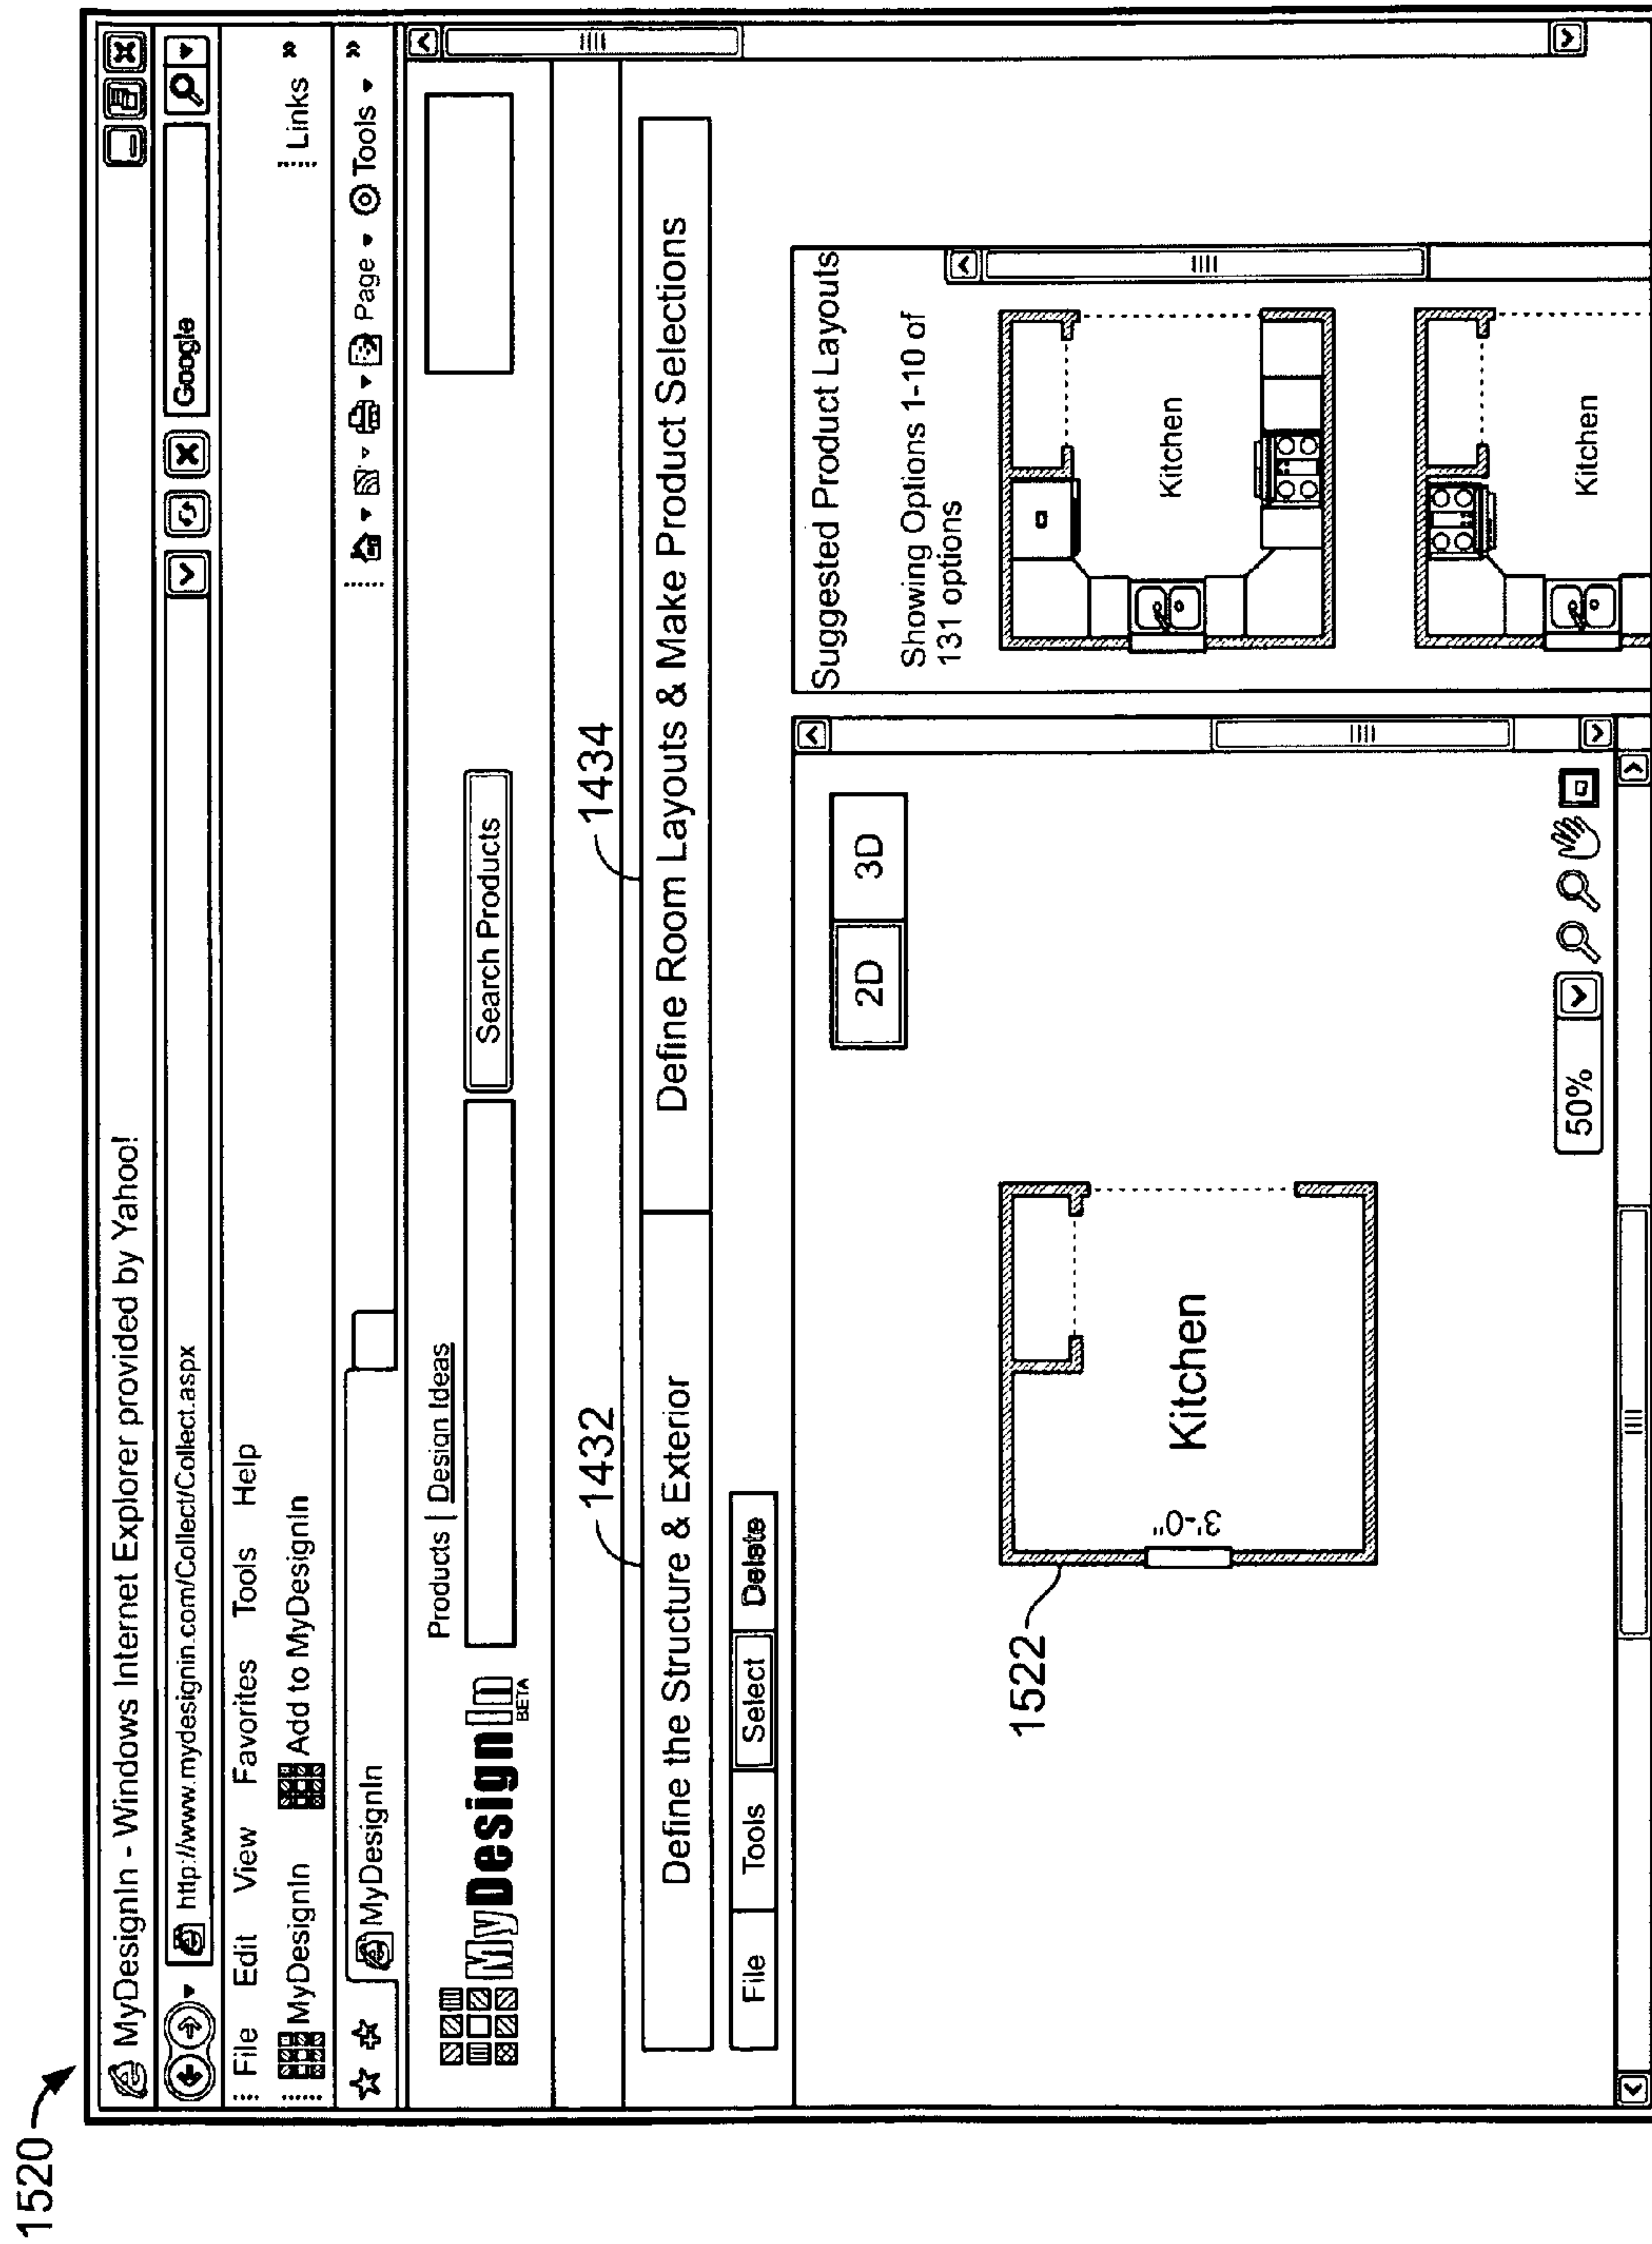 1520
MyDesignIn - Windows Internet Explorer provided by Yahoo!
http://www.mydesignin.com/Collect/Collect.aspx
Google
File Edit View Favorites Tools Help
MyDesignIn Add to MyDesignIn Links »
MyDesignIn Page Tools »
Products | Design Ideas
MyDesignIn Search Products
BETA
1432 1434
Define the Structure & Exterior Define Room Layouts & Make Product Selections
File Tools Select Delete
2D 3D
Suggested Product Layouts
Showing Options 1-10 of
131 options
1522
3'-0"
Kitchen
Kitchen
Kitchen
50%